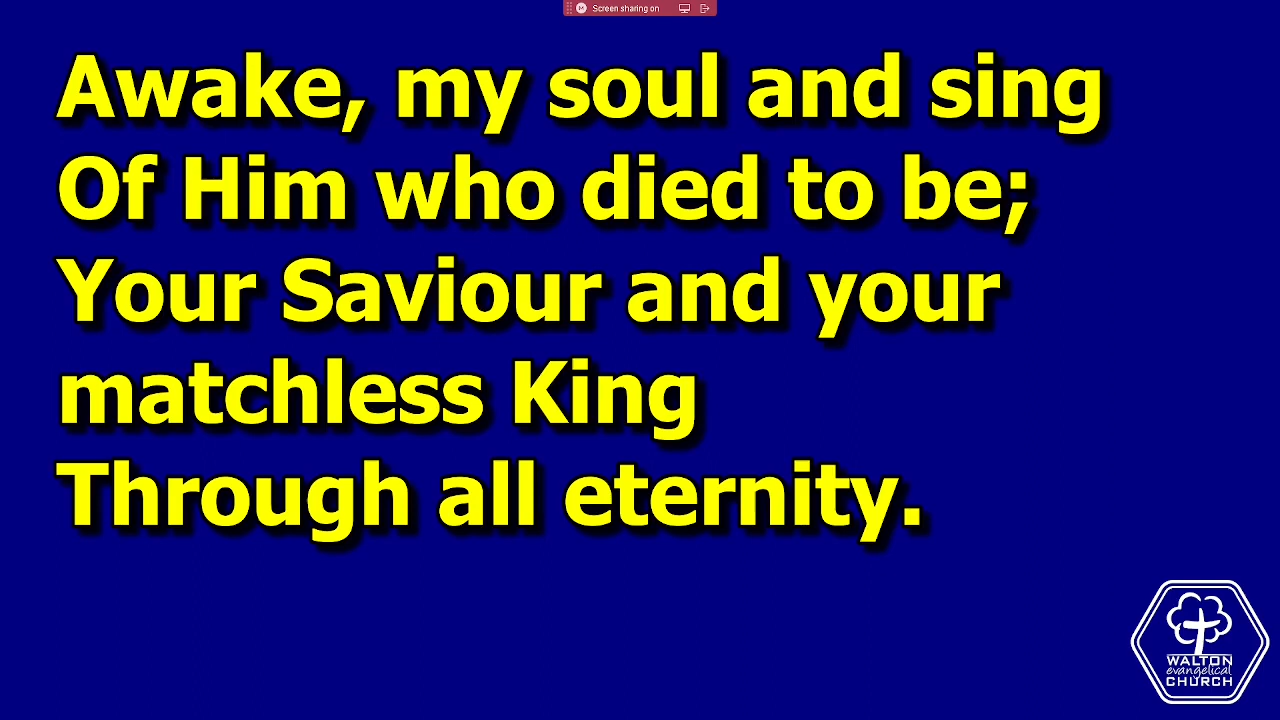 Screen sharing on
Awake, my soul and sing
Of Him who died to be;
Your Saviour and your
matchless King
Through all eternity.
WALTON
evangelical
CHURCH